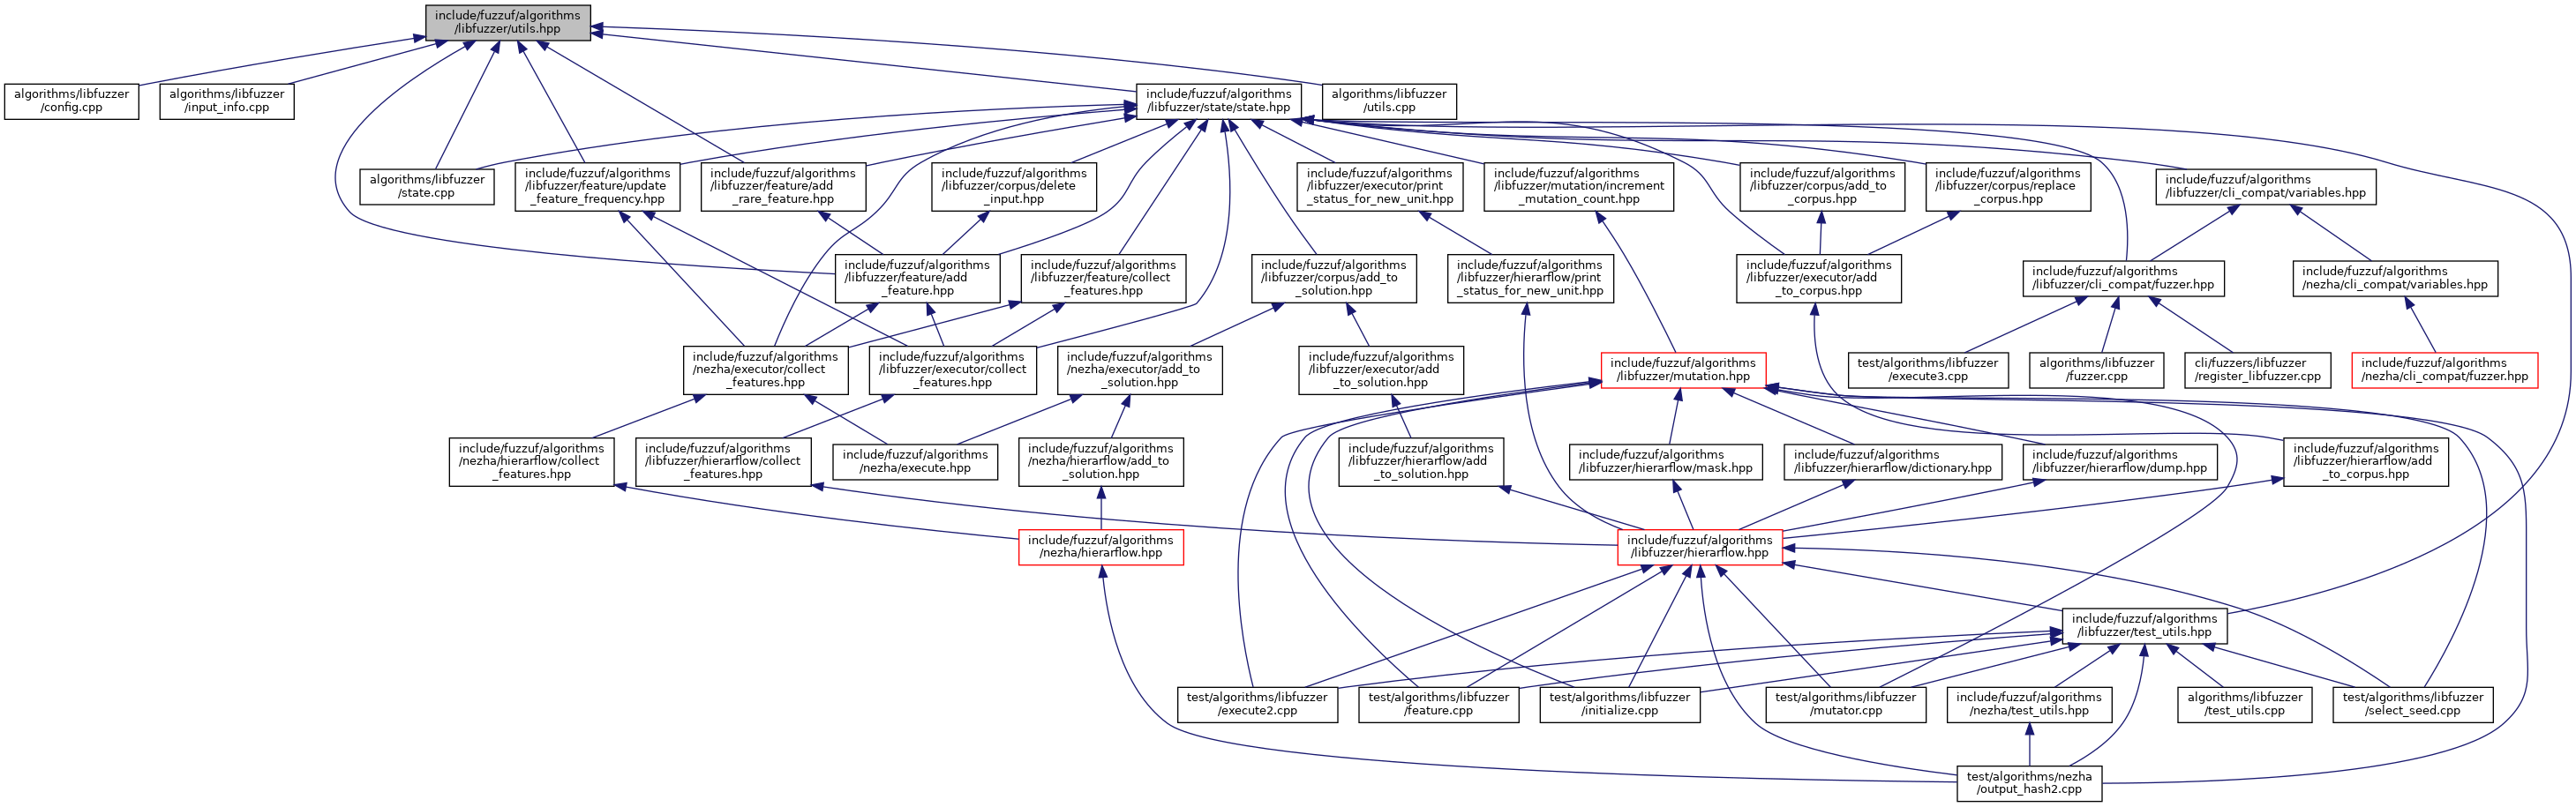 include/fuzzuf/algorithms
/libfuzzer/utils.hpp
algorithms/libfuzzer
/config.cpp
algorithms/libfuzzer
/input_info.cpp
include/fuzzuf/algorithms
/libfuzzer/state/state.hpp
algorithms/libfuzzer
/utils.cpp
algorithms/libfuzzer
/state.cpp
include/fuzzuf/algorithms
/libfuzzer/feature/update
_feature_frequency.hpp
include/fuzzuf/algorithms
/libfuzzer/feature/add
_rare_feature.hpp
include/fuzzuf/algorithms
/libfuzzer/corpus/delete
_input.hpp
include/fuzzuf/algorithms
/libfuzzer/executor/print
_status_for_new_unit.hpp
include/fuzzuf/algorithms
/libfuzzer/mutation/increment
_mutation_count.hpp
include/fuzzuf/algorithms
/libfuzzer/corpus/add_to
_corpus.hpp
include/fuzzuf/algorithms
/libfuzzer/corpus/replace
_corpus.hpp
include/fuzzuf/algorithms
/libfuzzer/cli_compat/variables.hpp
include/fuzzuf/algorithms
/libfuzzer/feature/add
_feature.hpp
include/fuzzuf/algorithms
/libfuzzer/feature/collect
_features.hpp
include/fuzzuf/algorithms
/libfuzzer/corpus/add_to
_solution.hpp
include/fuzzuf/algorithms
/libfuzzer/hierarflow/print
_status_for_new_unit.hpp
include/fuzzuf/algorithms
/libfuzzer/executor/add
_to_corpus.hpp
include/fuzzuf/algorithms
/libfuzzer/cli_compat/fuzzer.hpp
include/fuzzuf/algorithms
/nezha/cli_compat/variables.hpp
include/fuzzuf/algorithms
/nezha/executor/collect
_features.hpp
include/fuzzuf/algorithms
/libfuzzer/executor/collect
_features.hpp
include/fuzzuf/algorithms
/nezha/executor/add_to
_solution.hpp
include/fuzzuf/algorithms
/libfuzzer/executor/add
_to_solution.hpp
include/fuzzuf/algorithms
/libfuzzer/mutation.hpp
test/algorithms/libfuzzer
/execute3.cpp
algorithms/libfuzzer
/fuzzer.cpp
cli/fuzzers/libfuzzer
/register_libfuzzer.cpp
include/fuzzuf/algorithms
/nezha/cli_compat/fuzzer.hpp
include/fuzzuf/algorithms
/nezha/hierarflow/collect
_features.hpp
include/fuzzuf/algorithms
/libfuzzer/hierarflow/collect
_features.hpp
include/fuzzuf/algorithms
/nezha/execute.hpp
include/fuzzuf/algorithms
/nezha/hierarflow/add_to
_solution.hpp
include/fuzzuf/algorithms
/libfuzzer/hierarflow/add
_to_solution.hpp
include/fuzzuf/algorithms
/libfuzzer/hierarflow/mask.hpp
include/fuzzuf/algorithms
/libfuzzer/hierarflow/dictionary.hpp
include/fuzzuf/algorithms
/libfuzzer/hierarflow/dump.hpp
include/fuzzuf/algorithms
/libfuzzer/hierarflow/add
_to_corpus.hpp
include/fuzzuf/algorithms
/nezha/hierarflow.hpp
include/fuzzuf/algorithms
/libfuzzer/hierarflow.hpp
include/fuzzuf/algorithms
/libfuzzer/test_utils.hpp
test/algorithms/libfuzzer
/execute2.cpp
test/algorithms/libfuzzer
/feature.cpp
test/algorithms/libfuzzer
/initialize.cpp
test/algorithms/libfuzzer
/mutator.cpp
include/fuzzuf/algorithms
/nezha/test_utils.hpp
algorithms/libfuzzer
/test_utils.cpp
test/algorithms/libfuzzer
/select_seed.cpp
test/algorithms/nezha
/output_hash2.cpp